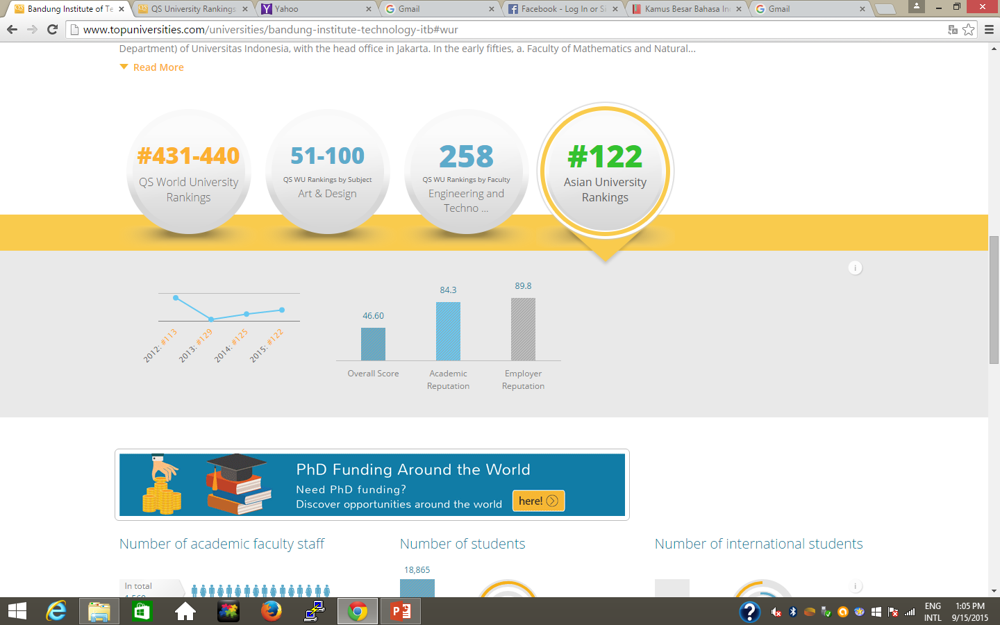 Bandung Institute of Te
QS University Rankings
Yahoo
Gmail
Facebook - Log In or Si
Kamus Besar Bahasa In
Gmail
www.topuniversities.com/universities/bandung-institute-technology-itb#wur
Department) of Universitas Indonesia, with the head office in Jakarta. In the early fifties, a. Faculty of Mathematics and Natural...
Read More
#431-440
QS World University
Rankings
51-100
QS WU Rankings by Subject
Art & Design
258
QS WU Rankings by Faculty
Engineering and
Techno ...
#122
Asian University
Rankings
i
2012: #113
2013: #129
2014: #125
2015: #122
46.60
84.3
89.8
Overall Score
Academic
Reputation
Employer
Reputation
PhD Funding Around the World
Need PhD funding?
Discover opportunities around the world
here!
Number of academic faculty staff
Number of students
Number of international students
In total
18,865
i
ENG
INTL
1:05 PM
9/15/2015